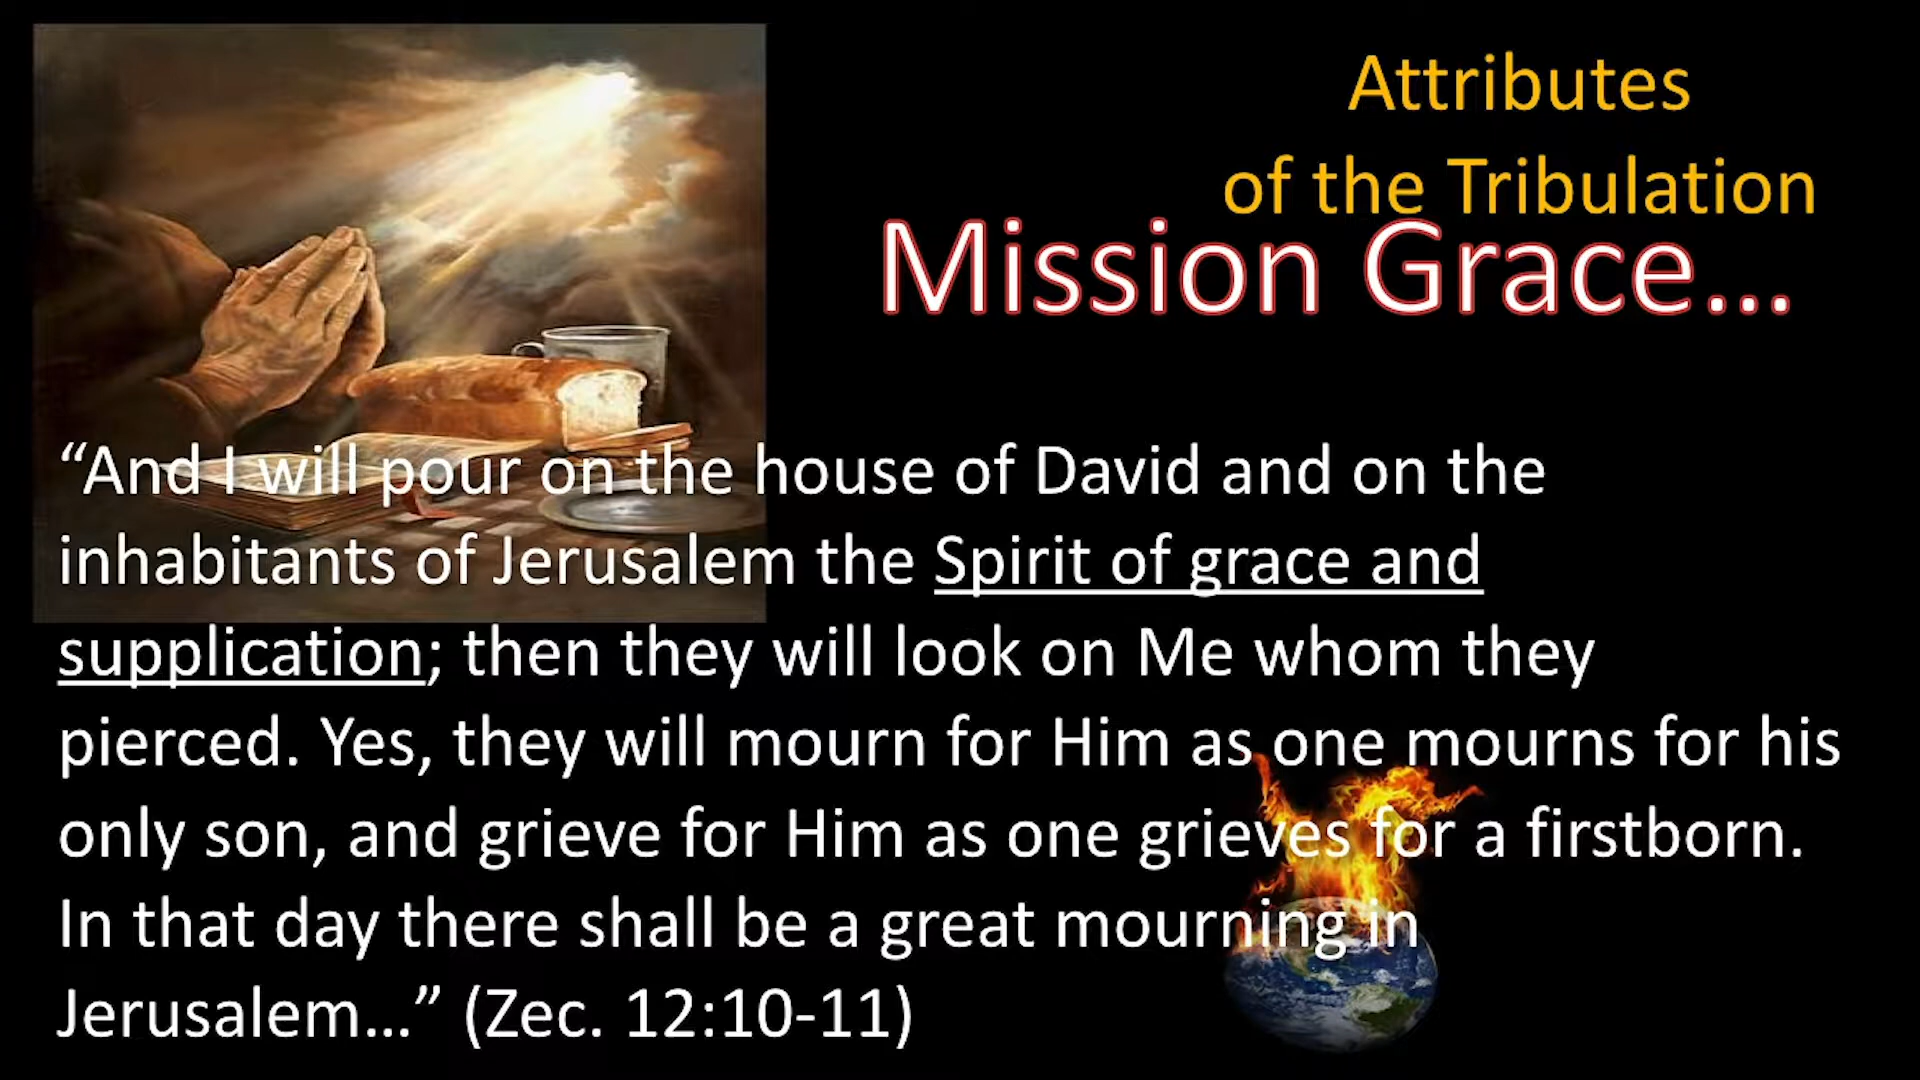 Attributes
of the Tribulation
Mission Grace...
“And I will pour on the house of David and on the
inhabitants of Jerusalem the Spirit of grace and
supplication; then they will look on Me whom they
pierced. Yes, they will mourn for Him as one mourns for his
only son, and grieve for Him as one grieves for a firstborn.
In that day there shall be a great mourning in
Jerusalem...” (Zec. 12:10-11)